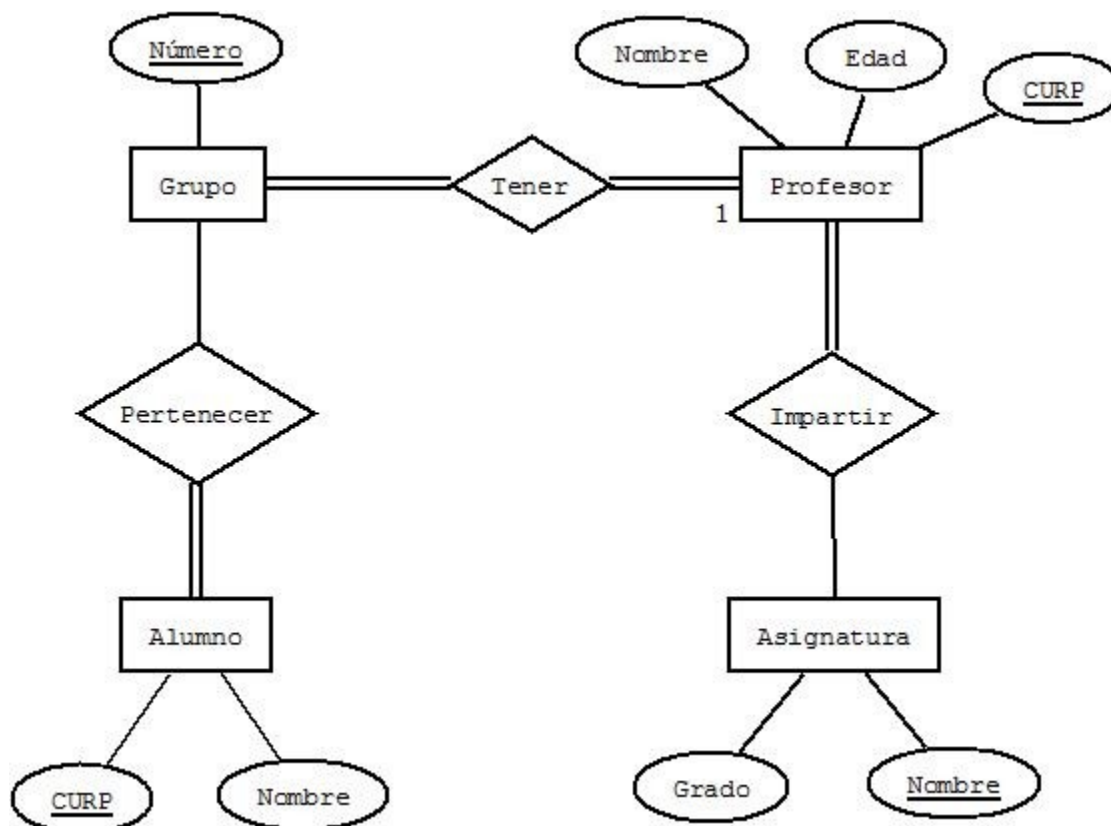 Número
Nombre
Edad
CURP
Grupo
Tener
Profesor
1
Pertenecer
Impartir
Alumno
Asignatura
CURP
Nombre
Grado
Nombre